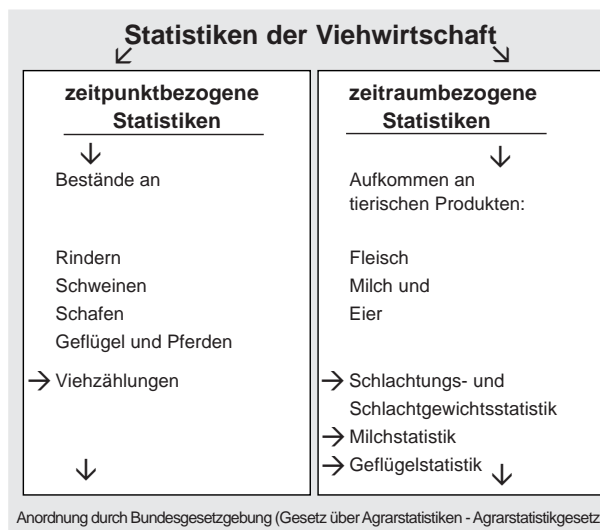 Statistiken der Viehwirtschaft
zeitpunktbezogene
Statistiken
Bestände an
Rindern
Schweinen
Schafen
Geflügel und Pferden
Viehzählungen
zeitraumbezogene
Statistiken
Aufkommen an
tierischen Produkten:
Fleisch
Milch und
Eier
Schlachtungs- und
Schlachtgewichtsstatistik
Milchstatistik
Geflügelstatistik
Anordnung durch Bundesgesetzgebung (Gesetz über Agrarstatistiken - Agrarstatistikgesetz